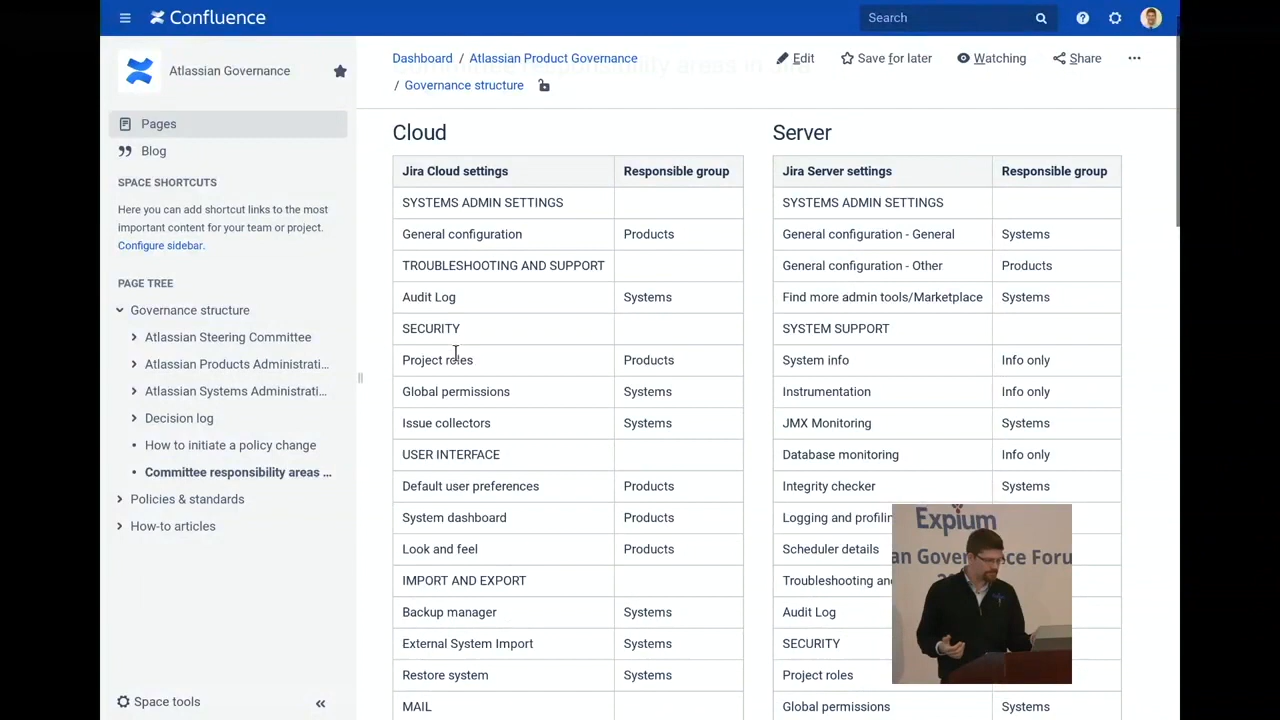 Confluence
Search
Atlassian Governance
Pages
Blog
SPACE SHORTCUTS
Here you can add shortcut links to the most
important content for your team or project.
Configure sidebar.
PAGE TREE
Governance structure
Atlassian Steering Committee
Atlassian Products Administrati...
Atlassian Systems Administrati...
Decision log
How to initiate a policy change
Committee responsibility areas ...
Policies & standards
How-to articles
Space tools
Dashboard / Atlassian Product Governance
/ Governance structure
Edit Save for later Watching Share
Cloud
Jira Cloud settings Responsible group
SYSTEMS ADMIN SETTINGS
General configuration Products
TROUBLESHOOTING AND SUPPORT
Audit Log Systems
SECURITY
Project roles Products
Global permissions Systems
Issue collectors Systems
USER INTERFACE
Default user preferences Products
System dashboard Products
Look and feel Products
IMPORT AND EXPORT
Backup manager Systems
External System Import Systems
Restore system Systems
MAIL
Server
Jira Server settings Responsible group
SYSTEMS ADMIN SETTINGS
General configuration - General Systems
General configuration - Other Products
Find more admin tools/Marketplace Systems
SYSTEM SUPPORT
System info Info only
Instrumentation Info only
JMX Monitoring Systems
Database monitoring Info only
Integrity checker Systems
Logging and profilin
Scheduler details
Troubleshooting an
Audit Log
SECURITY
Project roles
Global permissions Systems
Expium
an Governance Foru